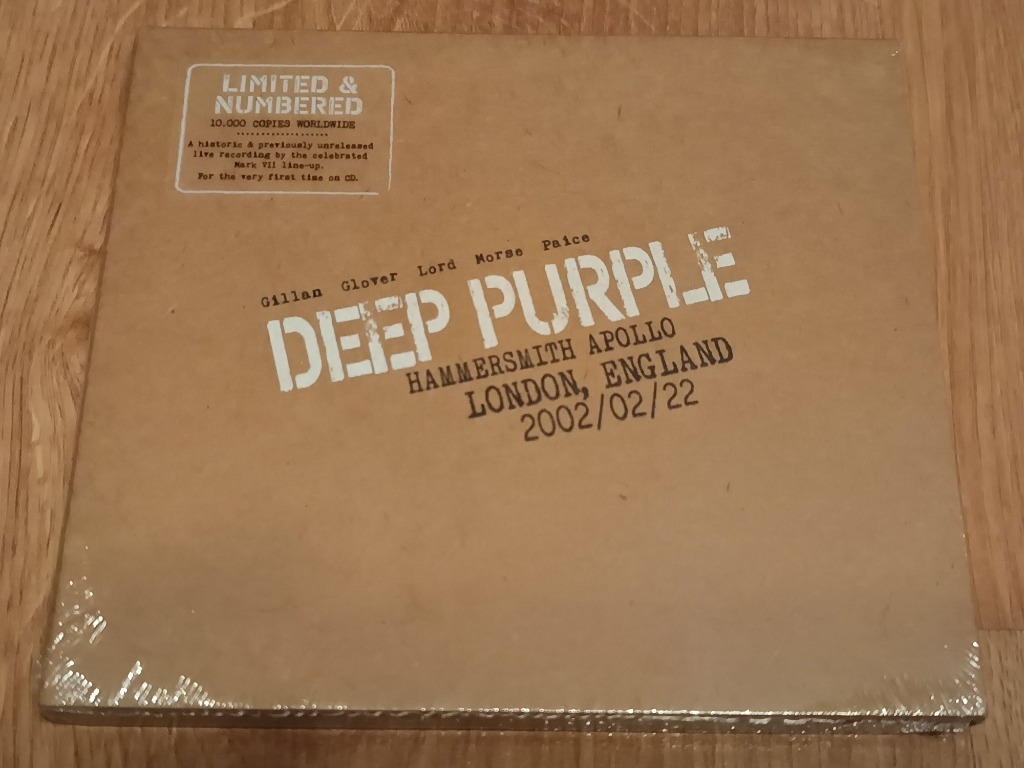 LIMITED &
NUMBERED
10.000 COPIES WORLDWIDE
A historic & previously unreleased
live recording by the celebrated
Mark VII line-up.
For the very first time on CD.
Gillan Glover Lord Morse Paice
DEEP PURPLE
HAMMERSMITH APOLLO
LONDON, ENGLAND
2002/02/22